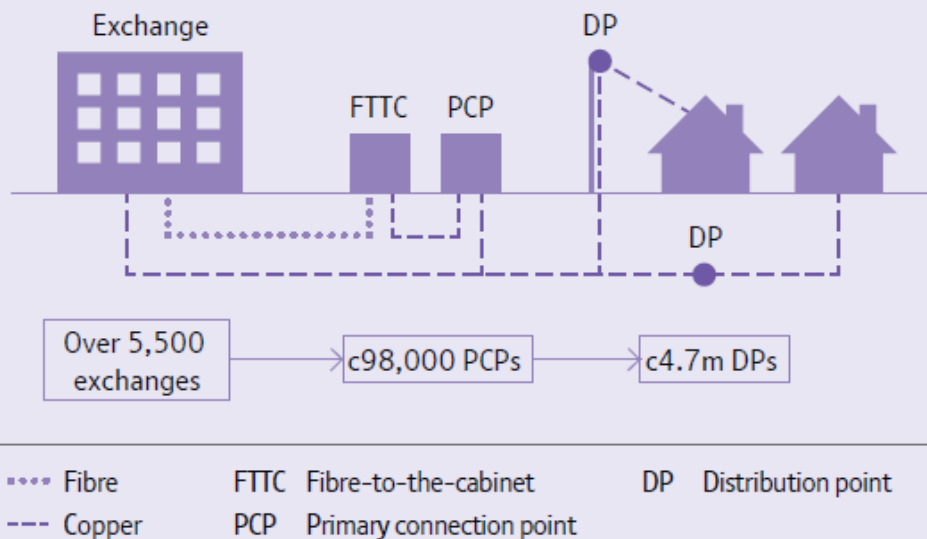 Exchange
DP
FTTC PCP
DP
Over 5,500
exchanges
c98,000 PCPs
c4.7m DPs
Fibre FTTC Fibre-to-the-cabinet DP Distribution point
Copper PCP Primary connection point